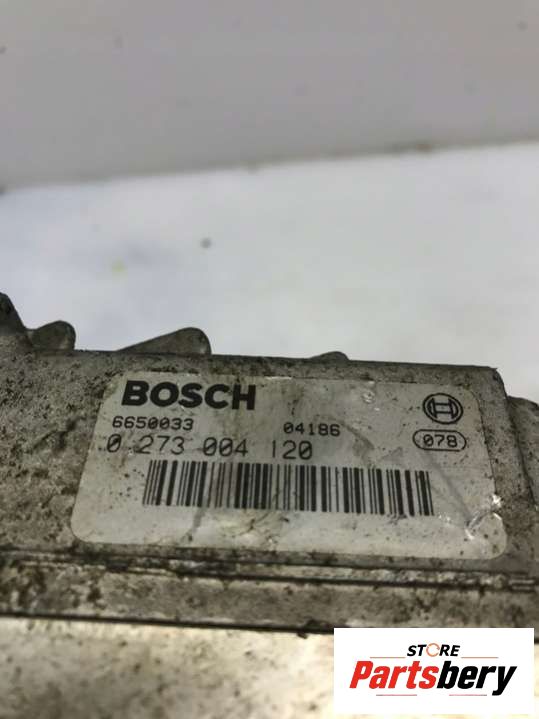 BOSCH
6650033 04186
0 273 004 120
078
STORE
Partsbery